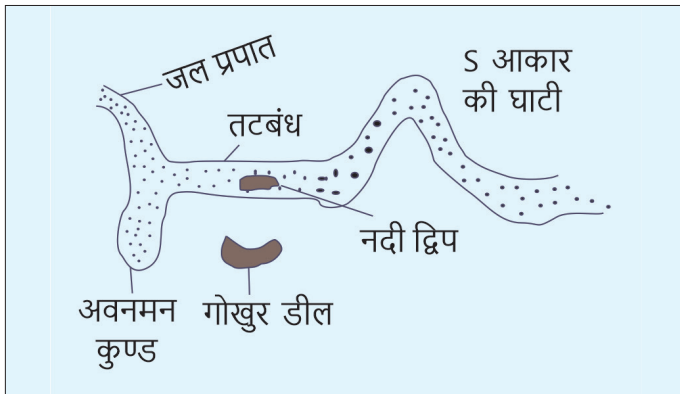 जल प्रपात
S आकार
की घाटी
तटबंध
नदी द्विप
अवनमन
कुण्ड
गोखुर डील